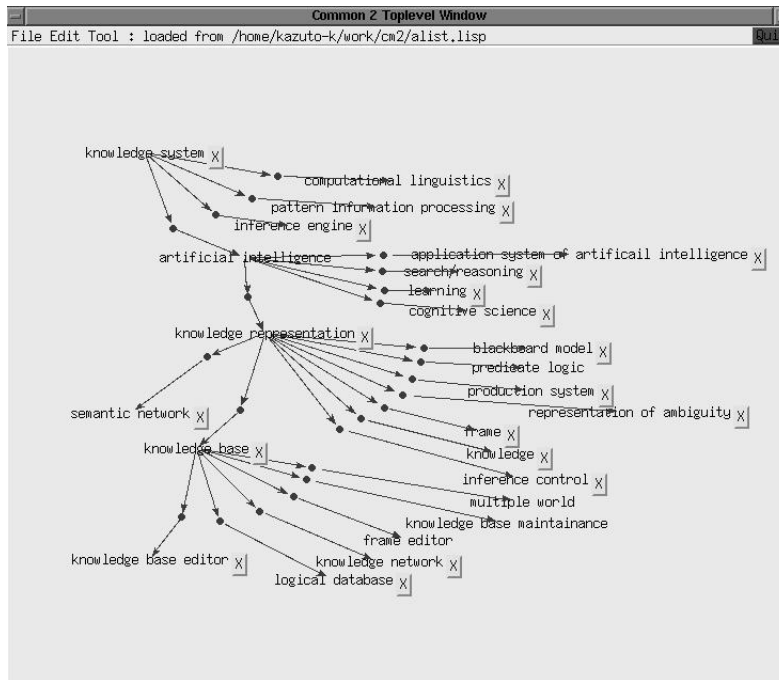 Common 2 Toplevel Window
File Edit Tool : loaded from /home/kazuto-k/work/cm2/alist.lisp Qui
knowledge system X
computational linguistics X
pattern information processing X
inference engine X
artificial intelligence
application system of artificail intelligence X
search/reasoning X
learning X
cognitive science X
knowledge representation X
blackboard model X
predicate logic
production system X
semantic network X
representation of ambiguity X
frame X
knowledge base X
knowledge X
inference control X
multiple world
knowledge base maintainance
frame editor
knowledge base editor X
knowledge network X
logical database X